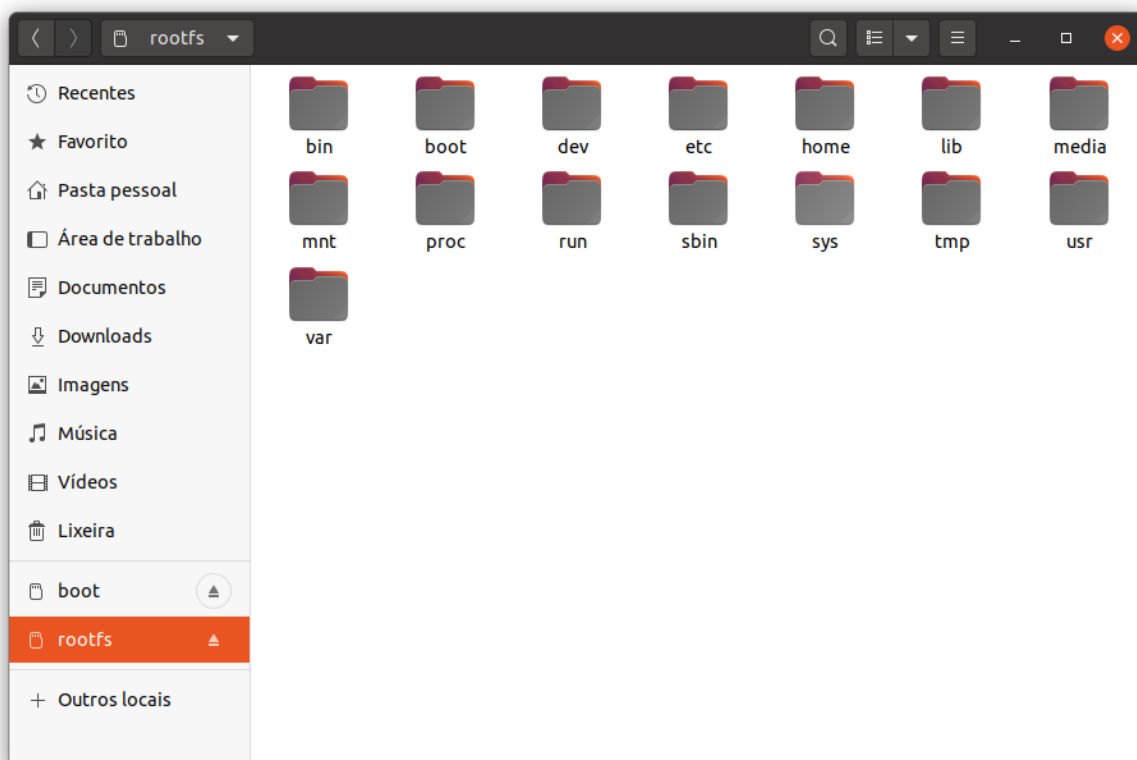 rootfs
Recentes
Favorito
Pasta pessoal
Área de trabalho
Documentos
Downloads
Imagens
Música
Vídeos
Lixeira
boot
rootfs
Outros locais
bin boot dev etc home lib media
mnt proc run sbin sys tmp usr
var